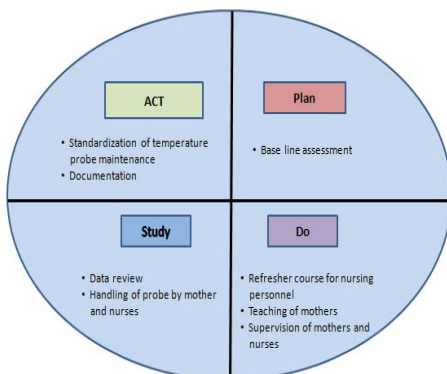 ACT
• Standardization of temperature
probe maintenance
• Documentation
Plan
• Base line assessment
Study
• Data review
• Handling of probe by mother
and nurses
Do
• Refresher course for nursing
personnel
• Teaching of mothers
• Supervision of mothers and
nurses